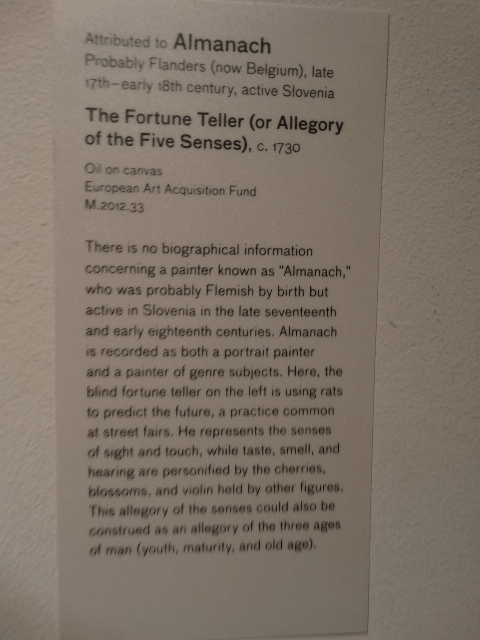 Attributed to Almanach
Probably Flanders (now Belgium), late
17th–early 18th century, active Slovenia
The Fortune Teller (or Allegory
of the Five Senses), c. 1730
Oil on canvas
European Art Acquisition Fund
M.2012.33
There is no biographical information
concerning a painter known as “Almanach,”
who was probably Flemish by birth but
active in Slovenia in the late seventeenth
and early eighteenth centuries. Almanach
is recorded as both a portrait painter
and a painter of genre subjects. Here, the
blind fortune teller on the left is using rats
to predict the future, a practice common
at street fairs. He represents the senses
of sight and touch, while taste, smell, and
hearing are personified by the cherries,
blossoms, and violin held by other figures.
This allegory of the senses could also be
construed as an allegory of the three ages
of man (youth, maturity, and old age).